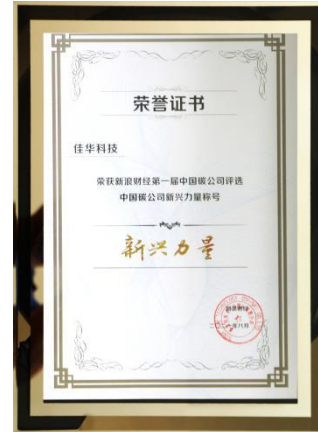 荣誉证书
佳华科技
荣获新浪财经第一届中国碳公司评选
中国碳公司新兴力量称号
新兴力量